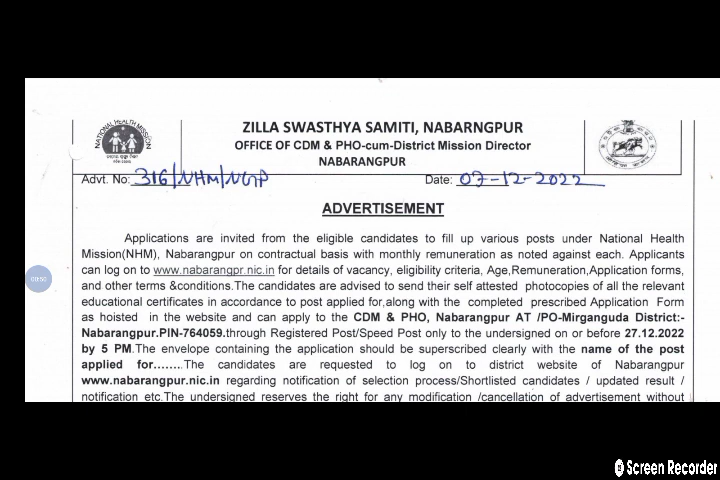 NATIONAL HEALTH MISSION
ZILLA SWASTHYA SAMITI, NABARNGPUR
OFFICE OF CDM & PHO-cum-District Mission Director
NABARANGPUR
Advt. No: 316/NHM/NGP Date: 07-12-2022
ADVERTISEMENT
Applications are invited from the eligible candidates to fill up various posts under National Health
Mission(NHM), Nabarangpur on contractual basis with monthly remuneration as noted against each. Applicants
can log on to www.nabarangpr.nic.in for details of vacancy, eligibility criteria, Age,Remuneration,Application forms,
and other terms &conditions.The candidates are advised to send their self attested photocopies of all the relevant
educational certificates in accordance to post applied for,along with the completed prescribed Application Form
as hoisted in the website and can apply to the CDM & PHO, Nabarangpur AT /PO-Mirganguda District:-
Nabarangpur.PIN-764059.through Registered Post/Speed Post only to the undersigned on or before 27.12.2022
by 5 PM.The envelope containing the application should be superscribed clearly with the name of the post
applied for.......The candidates are requested to log on to district website of Nabarangpur
www.nabarangpur.nic.in regarding notification of selection process/Shortlisted candidates / updated result /
notification etc.The undersigned reserves the right for any modification /cancellation of advertisement without
00:50
Screen Recorder